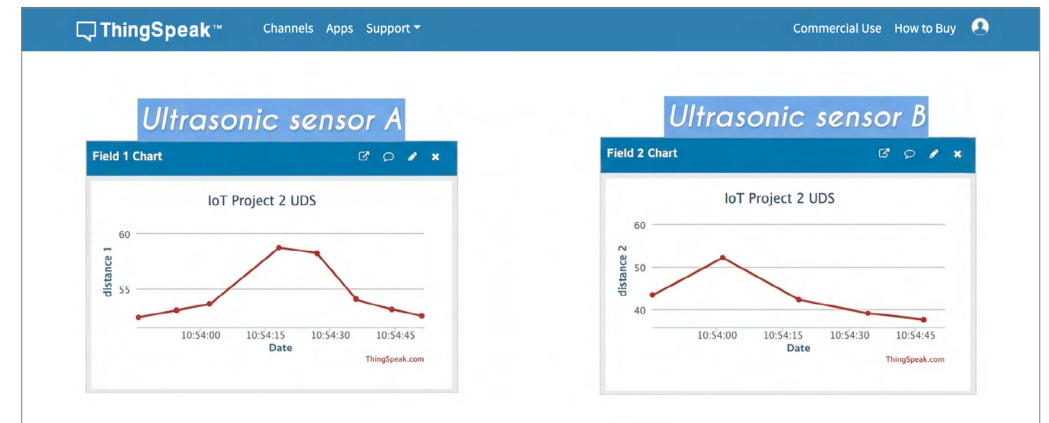 ThingSpeak™ Channels Apps Support Commercial Use How to Buy
Ultrasonic sensor A
Field 1 Chart
IoT Project 2 UDS
distance 1
60
55
10:54:00 10:54:15 10:54:30 10:54:45
Date
ThingSpeak.com
Ultrasonic sensor B
Field 2 Chart
IoT Project 2 UDS
distance 2
60
50
40
10:54:00 10:54:15 10:54:30 10:54:45
Date
ThingSpeak.com